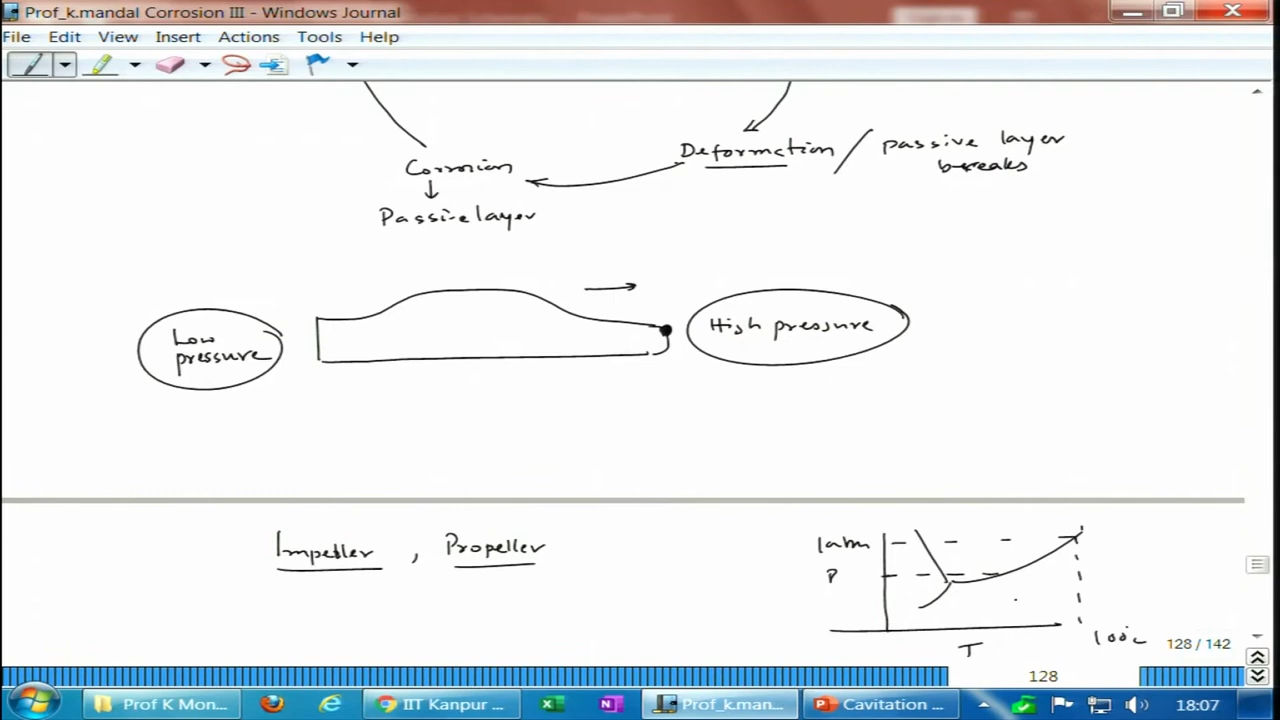 Prof_k.mandal Corrosion III - Windows Journal
File Edit View Insert Actions Tools Help
Corrosion
Passive layer
Deformation / passive layer
breaks
Low
pressure
High pressure
Impeller , Propeller
1atm
P
T
100°C
128 / 142
128
Prof K Mon...
IIT Kanpur ...
Prof_k.man...
Cavitation ...
18:07